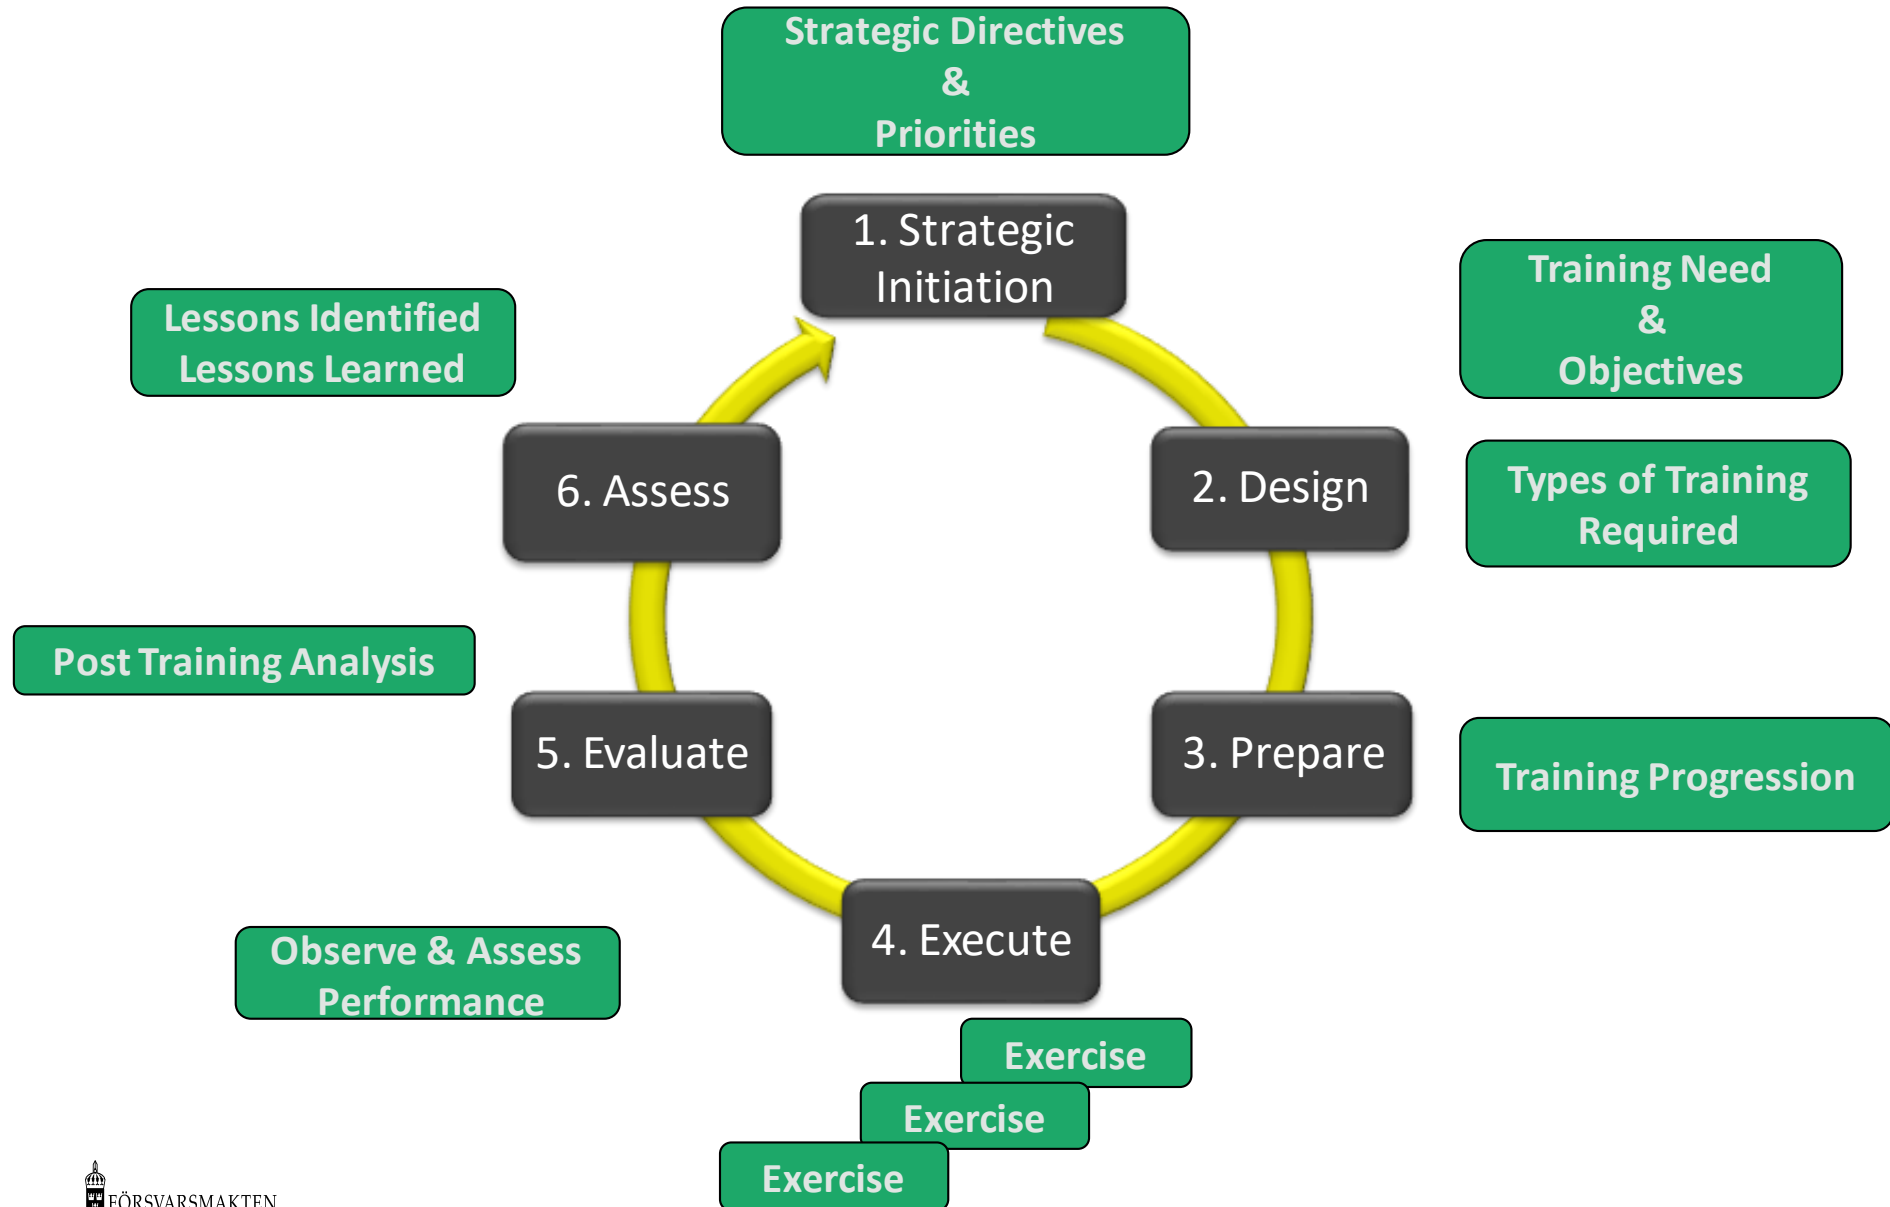 Strategic Directives
&
Priorities
1. Strategic
Initiation
Training Need
&
Objectives
2. Design
Types of Training
Required
3. Prepare
Training Progression
4. Execute
Exercise
Exercise
Exercise
Observe & Assess
Performance
5. Evaluate
Post Training Analysis
6. Assess
Lessons Identified
Lessons Learned
FÖRSVARSMAKTEN